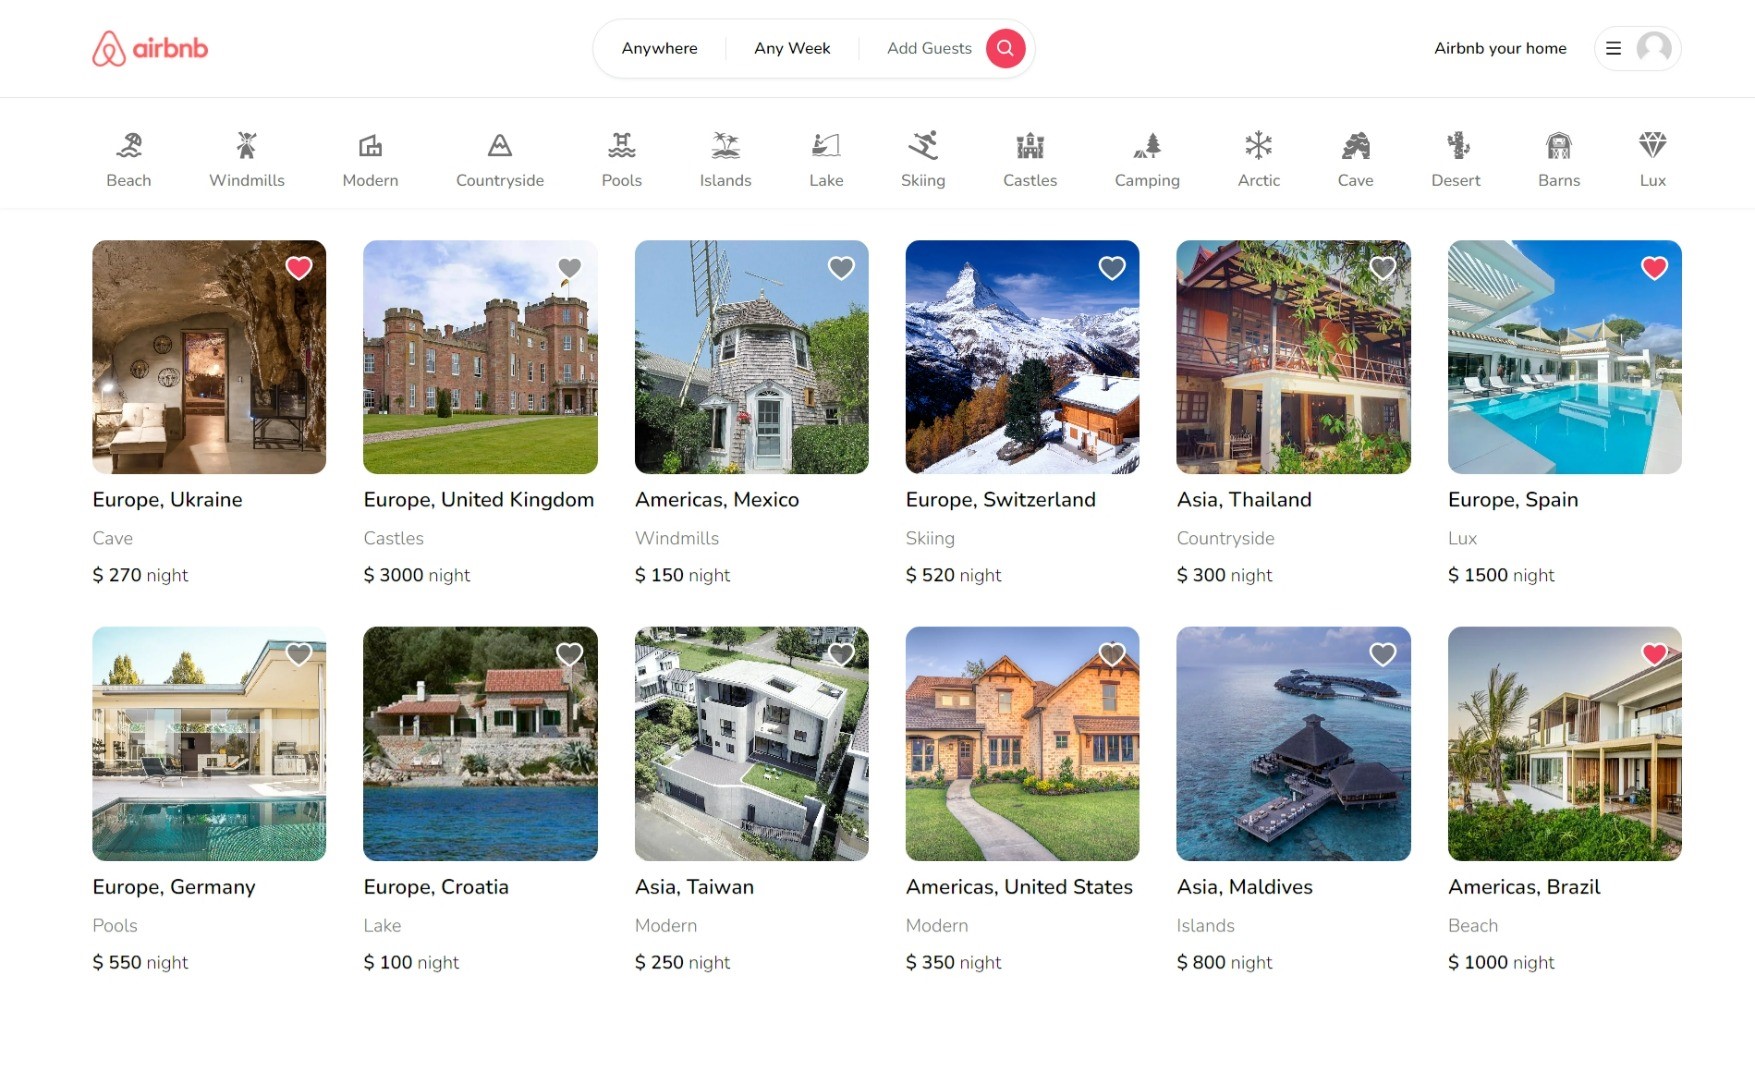 airbnb
Anywhere
Any Week
Add Guests
Airbnb your home
Beach
Windmills
Modern
Countryside
Pools
Islands
Lake
Skiing
Castles
Camping
Arctic
Cave
Desert
Barns
Lux
Europe, Ukraine
Cave
$ 270 night
Europe, United Kingdom
Castles
$ 3000 night
Americas, Mexico
Windmills
$ 150 night
Europe, Switzerland
Skiing
$ 520 night
Asia, Thailand
Countryside
$ 300 night
Europe, Spain
Lux
$ 1500 night
Europe, Germany
Pools
$ 550 night
Europe, Croatia
Lake
$ 100 night
Asia, Taiwan
Modern
$ 250 night
Americas, United States
Modern
$ 350 night
Asia, Maldives
Islands
$ 800 night
Americas, Brazil
Beach
$ 1000 night